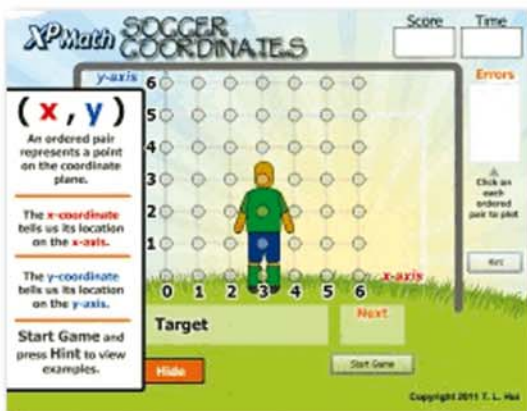 XP Math SOCCER
COORDINATES
Score Time
y-axis
6
5
4
3
2
1
0 1 2 3 4 5 6
x-axis
(x, y)
An ordered pair
represents a point
on the coordinate
plane.
The x-coordinate
tells us its location
on the x-axis.
The y-coordinate
tells us its location
on the y-axis.
Start Game and
press Hint to view
examples.
Errors
Click on
each
ordered
pair to plot
Target
Next
Hide
Start Game
Copyright 2011 T. L.